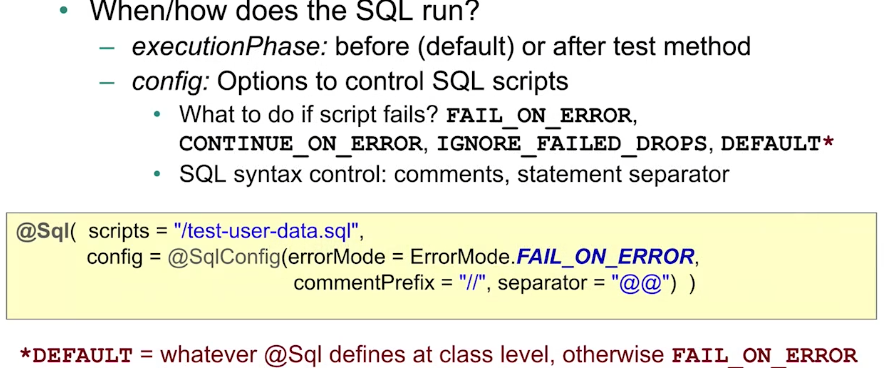 • When/how does the SQL run?
– executionPhase: before (default) or after test method
– config: Options to control SQL scripts
• What to do if script fails? FAIL_ON_ERROR,
CONTINUE_ON_ERROR, IGNORE_FAILED_DROPS, DEFAULT*
• SQL syntax control: comments, statement separator
@Sql( scripts = "/test-user-data.sql",
config = @SqlConfig(errorMode = ErrorMode.FAIL_ON_ERROR,
commentPrefix = "//", separator = "@@") )
*DEFAULT = whatever @Sql defines at class level, otherwise FAIL_ON_ERROR